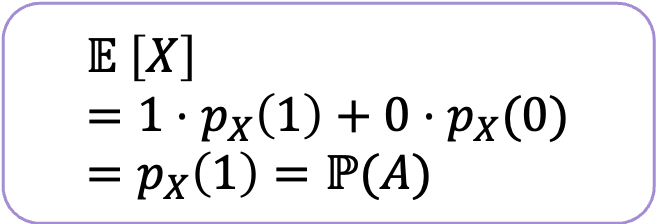 𝔼 [X]
= 1 · p_X(1) + 0 · p_X(0)
= p_X(1) = ℙ(A)